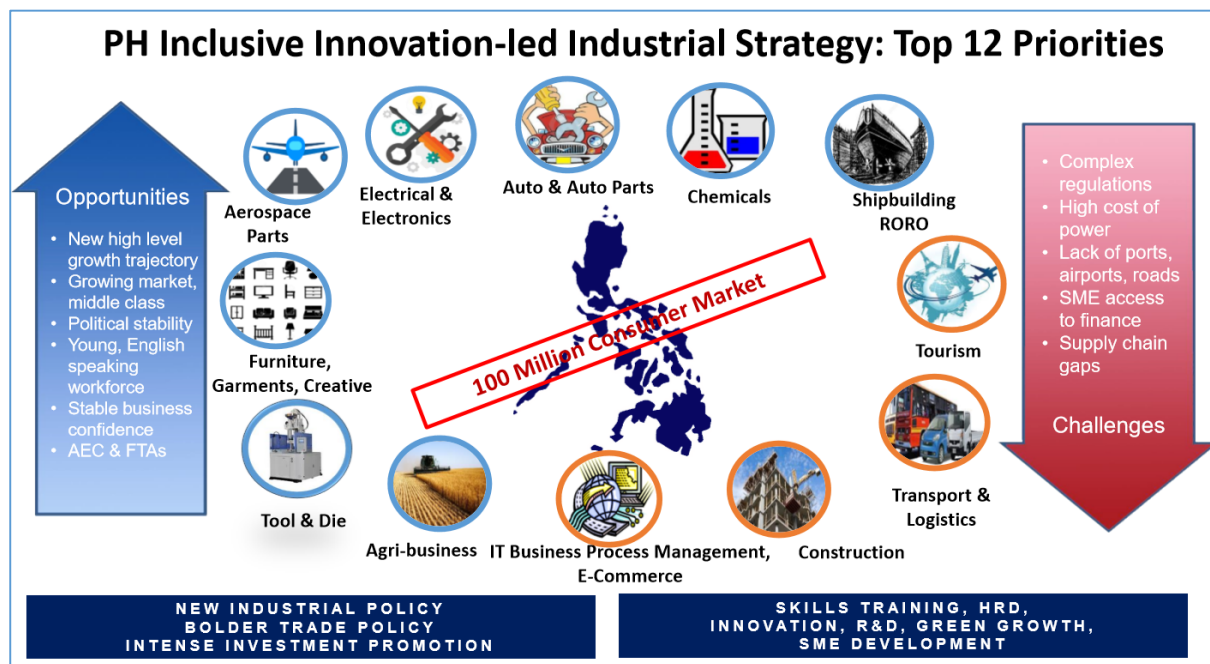 PH Inclusive Innovation-led Industrial Strategy: Top 12 Priorities
Opportunities
• New high level
growth trajectory
• Growing market,
middle class
• Political stability
• Young, English
speaking
workforce
• Stable business
confidence
• AEC & FTAs
Aerospace
Parts
Electrical &
Electronics
Auto & Auto Parts
Chemicals
Shipbuilding
RORO
Furniture,
Garments, Creative
100 Million Consumer Market
Tourism
Tool & Die
Agri-business
IT Business Process Management,
E-Commerce
Construction
Transport &
Logistics
• Complex
regulations
• High cost of
power
• Lack of ports,
airports, roads
• SME access
to finance
• Supply chain
gaps
Challenges
NEW INDUSTRIAL POLICY
BOLDER TRADE POLICY
INTENSE INVESTMENT PROMOTION
SKILLS TRAINING, HRD,
INNOVATION, R&D, GREEN GROWTH,
SME DEVELOPMENT